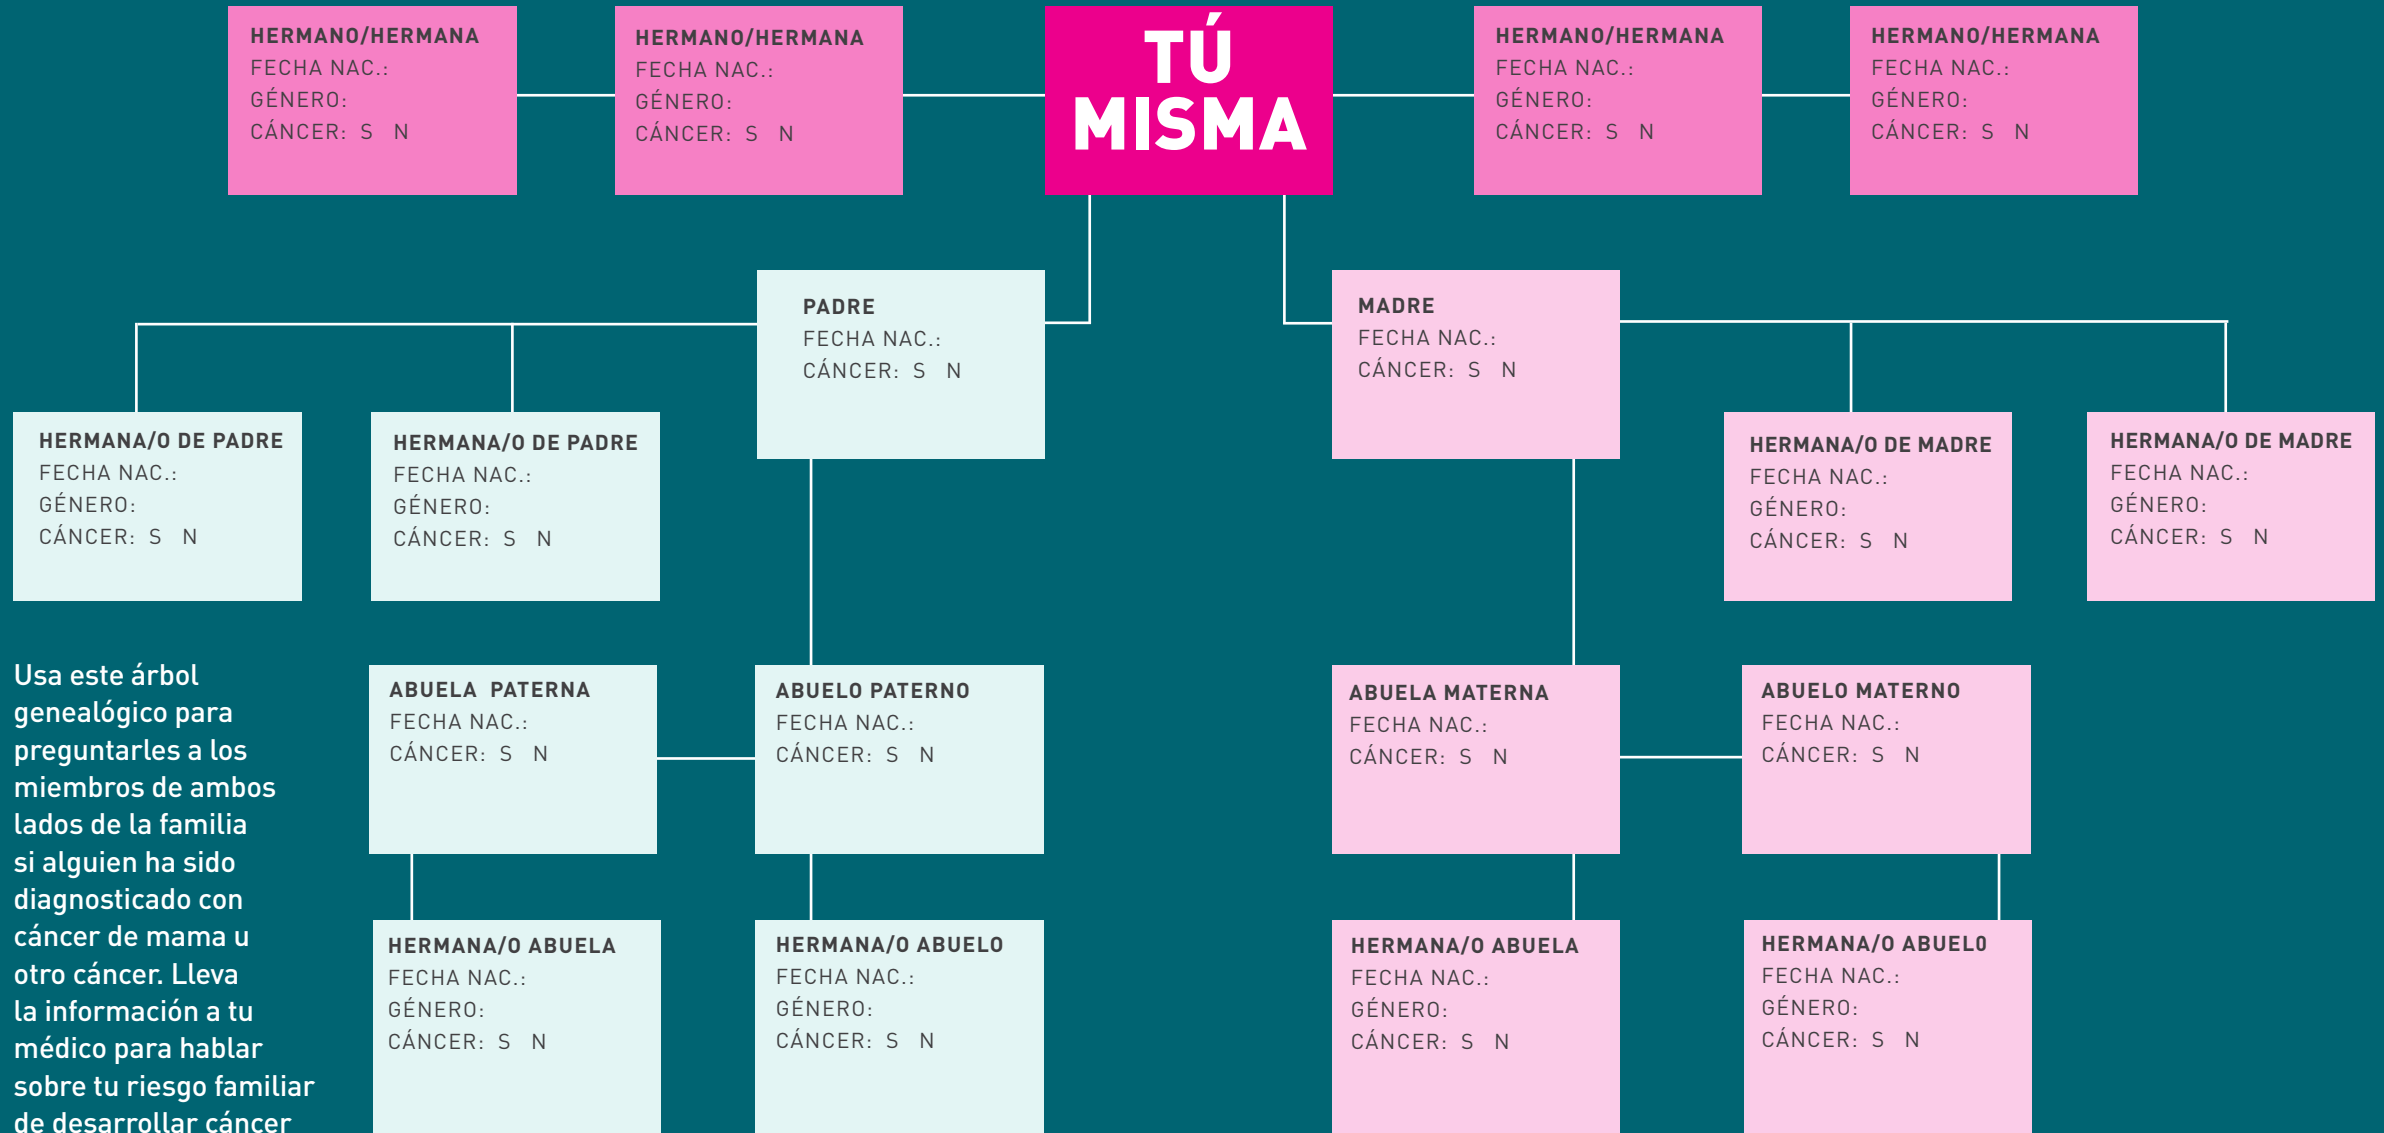 HERMANO/HERMANA
FECHA NAC.:
GÉNERO:
CÁNCER: S N
HERMANO/HERMANA
FECHA NAC.:
GÉNERO:
CÁNCER: S N
TÚ
MISMA
HERMANO/HERMANA
FECHA NAC.:
GÉNERO:
CÁNCER: S N
HERMANO/HERMANA
FECHA NAC.:
GÉNERO:
CÁNCER: S N
PADRE
FECHA NAC.:
CÁNCER: S N
MADRE
FECHA NAC.:
CÁNCER: S N
HERMANA/O DE PADRE
FECHA NAC.:
GÉNERO:
CÁNCER: S N
HERMANA/O DE PADRE
FECHA NAC.:
GÉNERO:
CÁNCER: S N
HERMANA/O DE MADRE
FECHA NAC.:
GÉNERO:
CÁNCER: S N
HERMANA/O DE MADRE
FECHA NAC.:
GÉNERO:
CÁNCER: S N
Usa este árbol
genealógico para
preguntarles a los
miembros de ambos
lados de la familia
si alguien ha sido
diagnosticado con
cáncer de mama u
otro cáncer. Lleva
la información a tu
médico para hablar
sobre tu riesgo familiar
de desarrollar cáncer
ABUELA PATERNA
FECHA NAC.:
CÁNCER: S N
ABUELO PATERNO
FECHA NAC.:
CÁNCER: S N
ABUELA MATERNA
FECHA NAC.:
CÁNCER: S N
ABUELO MATERNO
FECHA NAC.:
CÁNCER: S N
HERMANA/O ABUELA
FECHA NAC.:
GÉNERO:
CÁNCER: S N
HERMANA/O ABUELO
FECHA NAC.:
GÉNERO:
CÁNCER: S N
HERMANA/O ABUELA
FECHA NAC.:
GÉNERO:
CÁNCER: S N
HERMANA/O ABUEL0
FECHA NAC.:
GÉNERO:
CÁNCER: S N